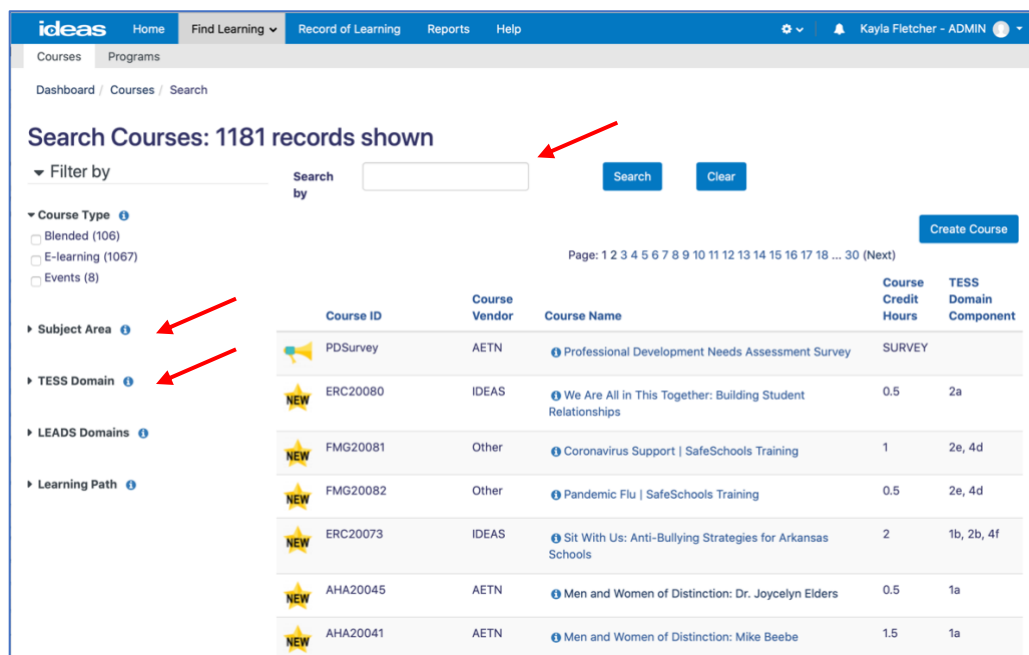 ideas Home Find Learning Record of Learning Reports Help Kayla Fletcher - ADMIN
Courses Programs
Dashboard / Courses / Search
Search Courses: 1181 records shown
Filter by
Course Type
Blended (106)
E-learning (1067)
Events (8)
Subject Area
TESS Domain
LEADS Domains
Learning Path
Search
by
Search Clear
Create Course
Page: 1 2 3 4 5 6 7 8 9 10 11 12 13 14 15 16 17 18 ... 30 (Next)
Course ID Course Vendor Course Name Course Credit Hours TESS Domain Component
PDSurvey AETN Professional Development Needs Assessment Survey SURVEY
NEW ERC20080 IDEAS We Are All in This Together: Building Student 0.5 2a
Relationships
NEW FMG20081 Other Coronavirus Support | SafeSchools Training 1 2e, 4d
NEW FMG20082 Other Pandemic Flu | SafeSchools Training 0.5 2e, 4d
NEW ERC20073 IDEAS Sit With Us: Anti-Bullying Strategies for Arkansas 2 1b, 2b, 4f
Schools
NEW AHA20045 AETN Men and Women of Distinction: Dr. Joycelyn Elders 0.5 1a
NEW AHA20041 AETN Men and Women of Distinction: Mike Beebe 1.5 1a